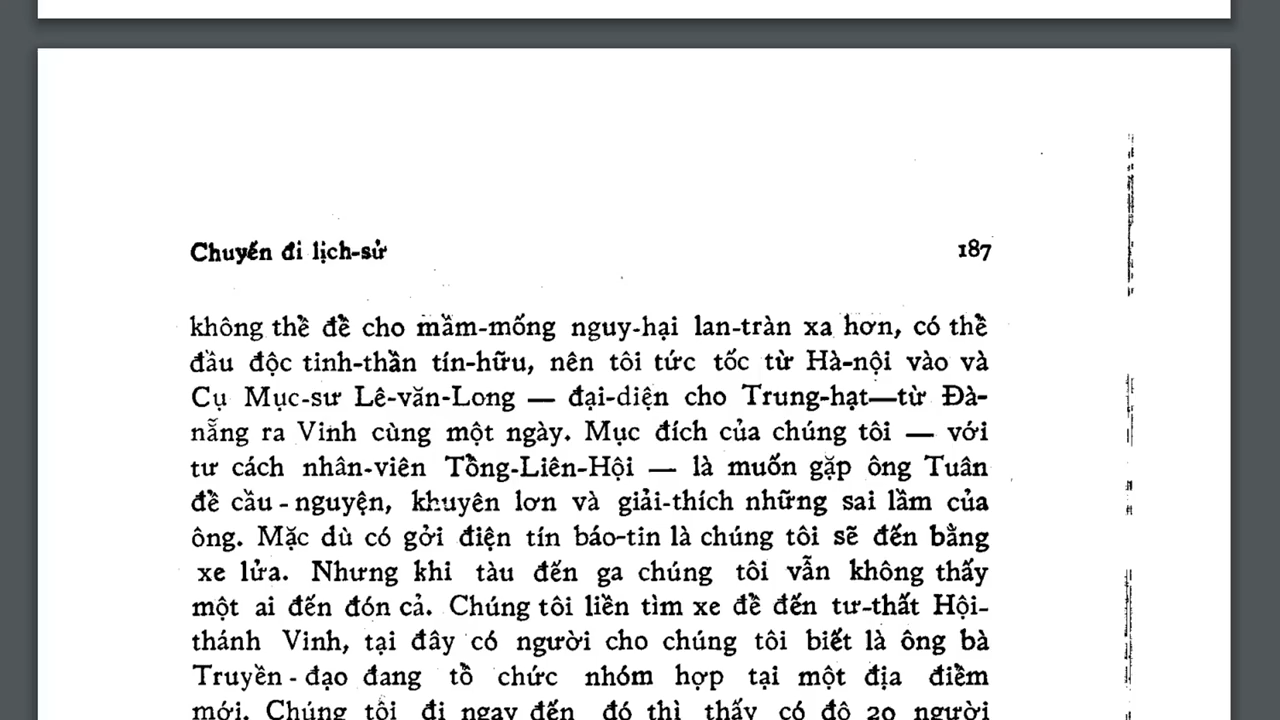 Chuyến đi lịch-sử 187
không thể để cho mầm-mống nguy-hại lan-tràn xa hơn, có thể
đầu độc tinh-thần tín-hữu, nên tôi tức tốc từ Hà-nội vào và
Cụ Mục-sư Lê-văn-Long — đại-diện cho Trung-hạt—từ Đà-
nẵng ra Vinh cùng một ngày. Mục đích của chúng tôi — với
tư cách nhân-viên Tổng-Liên-Hội — là muốn gặp ông Tuân
để cầu-nguyện, khuyên lơn và giải-thích những sai lầm của
ông. Mặc dù có gởi điện tín báo-tin là chúng tôi sẽ đến bằng
xe lửa. Nhưng khi tàu đến ga chúng tôi vẫn không thấy
một ai đến đón cả. Chúng tôi liền tìm xe để đến tư-thất Hội-
thánh Vinh, tại đây có người cho chúng tôi biết là ông bà
Truyền-đạo đang tổ chức nhóm hợp tại một địa điểm
mới. Chúng tôi đi ngay đến đó thì thấy có độ 20 người